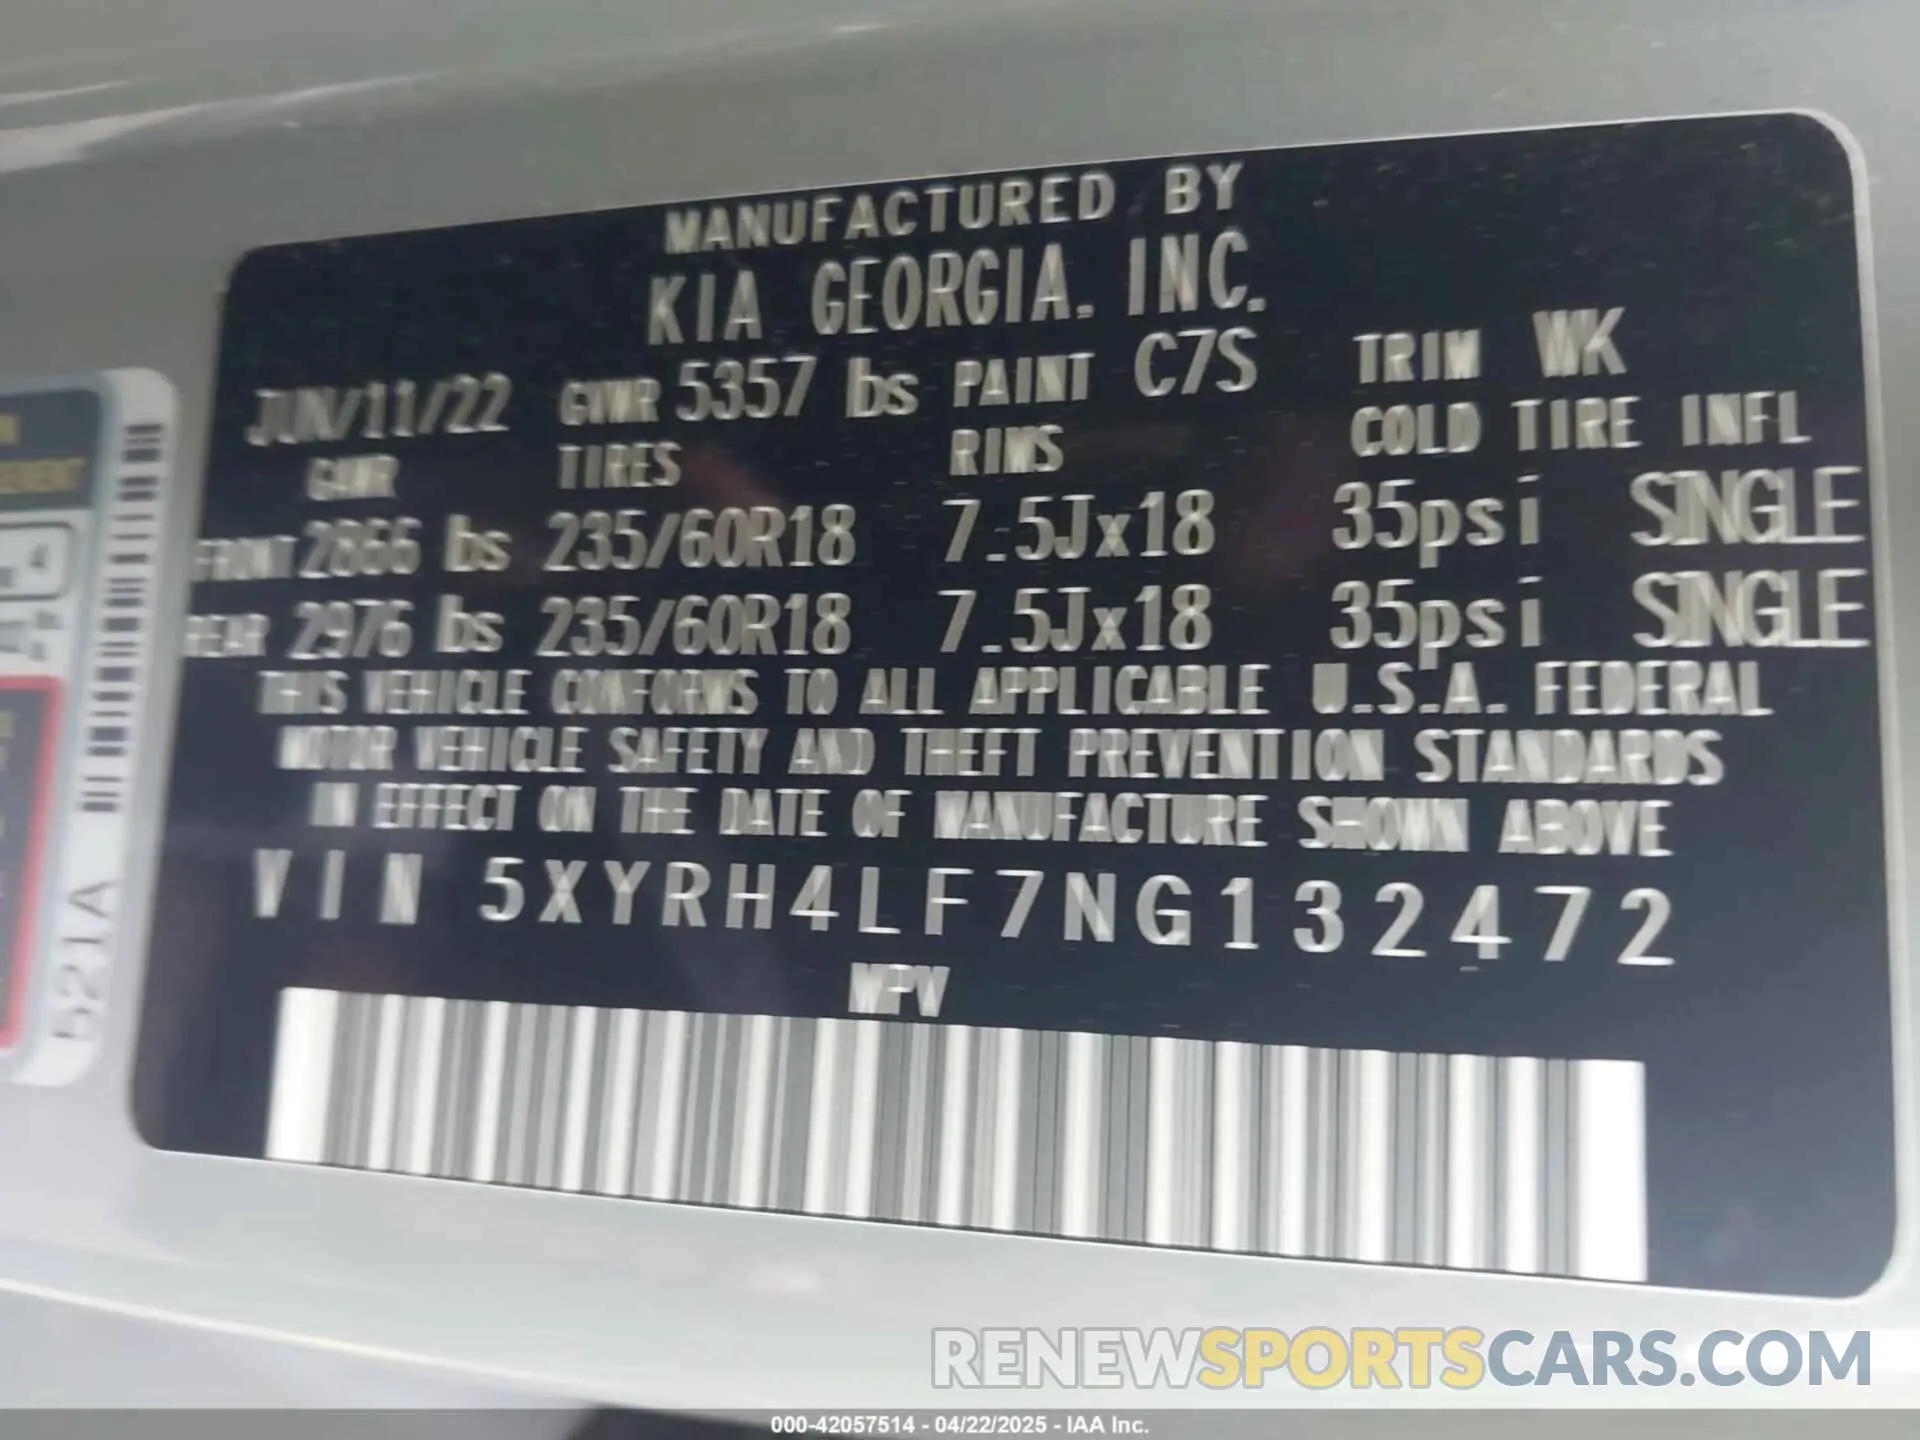 MANUFACTURED BY
KIA GEORGIA. INC.
JUN/11/22 GVWR 5357 lbs PAINT C7S TRIM WK
GAWR TIRES RIMS COLD TIRE INFL
FRONT 2866 lbs 235/60R18 7.5Jx18 35psi SINGLE
REAR 2976 lbs 235/60R18 7.5Jx18 35psi SINGLE
THIS VEHICLE CONFORMS TO ALL APPLICABLE U.S.A. FEDERAL
MOTOR VEHICLE SAFETY AND THEFT PREVENTION STANDARDS
IN EFFECT ON THE DATE OF MANUFACTURE SHOWN ABOVE
VIN 5XYRH4LF7NG132472
MPV
521A
4
RENEWSPORTSCARS.COM
000-42057514 - 04/22/2025 - IAA Inc.